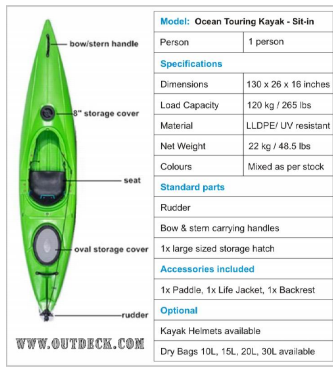 bow/stern handle
8" storage cover
seat
oval storage cover
rudder
WWW.OUTDECK.COM
Model: Ocean Touring Kayak - Sit-in
Person 1 person
Specifications
Dimensions 130 x 26 x 16 inches
Load Capacity 120 kg / 265 lbs
Material LLDPE/ UV resistant
Net Weight 22 kg / 48.5 lbs
Colours Mixed as per stock
Standard parts
Rudder
Bow & stern carrying handles
1x large sized storage hatch
Accessories included
1x Paddle, 1x Life Jacket, 1x Backrest
Optional
Kayak Helmets available
Dry Bags 10L, 15L, 20L, 30L available